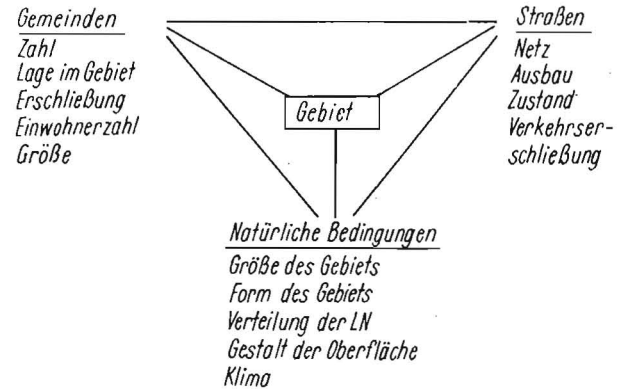 Gemeinden
Zahl
Lage im Gebiet
Erschließung
Einwohnerzahl
Größe
Straßen
Netz
Ausbau
Zustand
Verkehrser-
schließung
Gebiet
Natürliche Bedingungen
Größe des Gebiets
Form des Gebiets
Verteilung der LN
Gestalt der Oberfläche
Klima